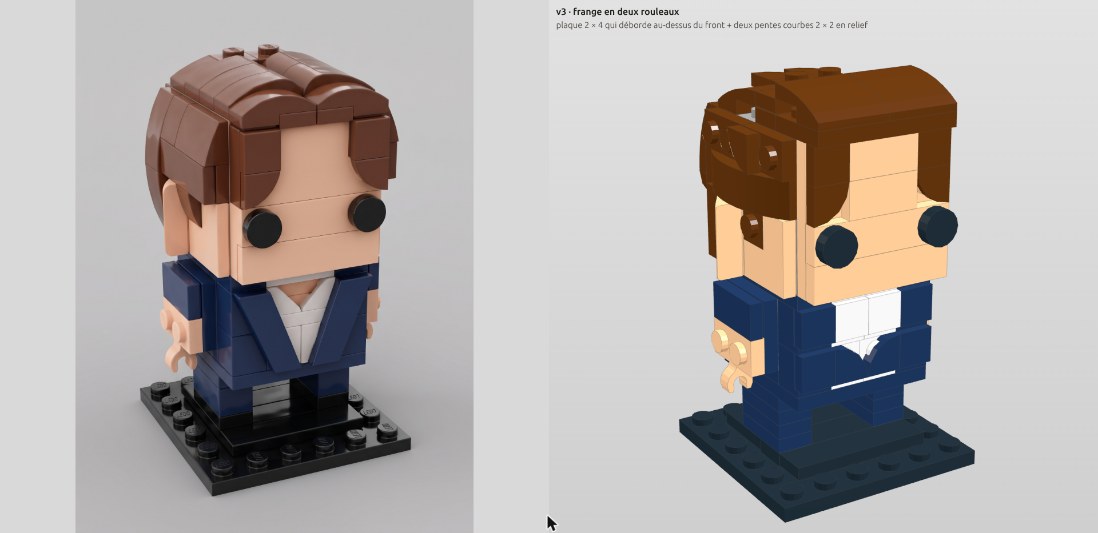 v3 · frange en deux rouleaux
plaque 2 × 4 qui déborde au-dessus du front + deux pentes courbes 2 × 2 en relief